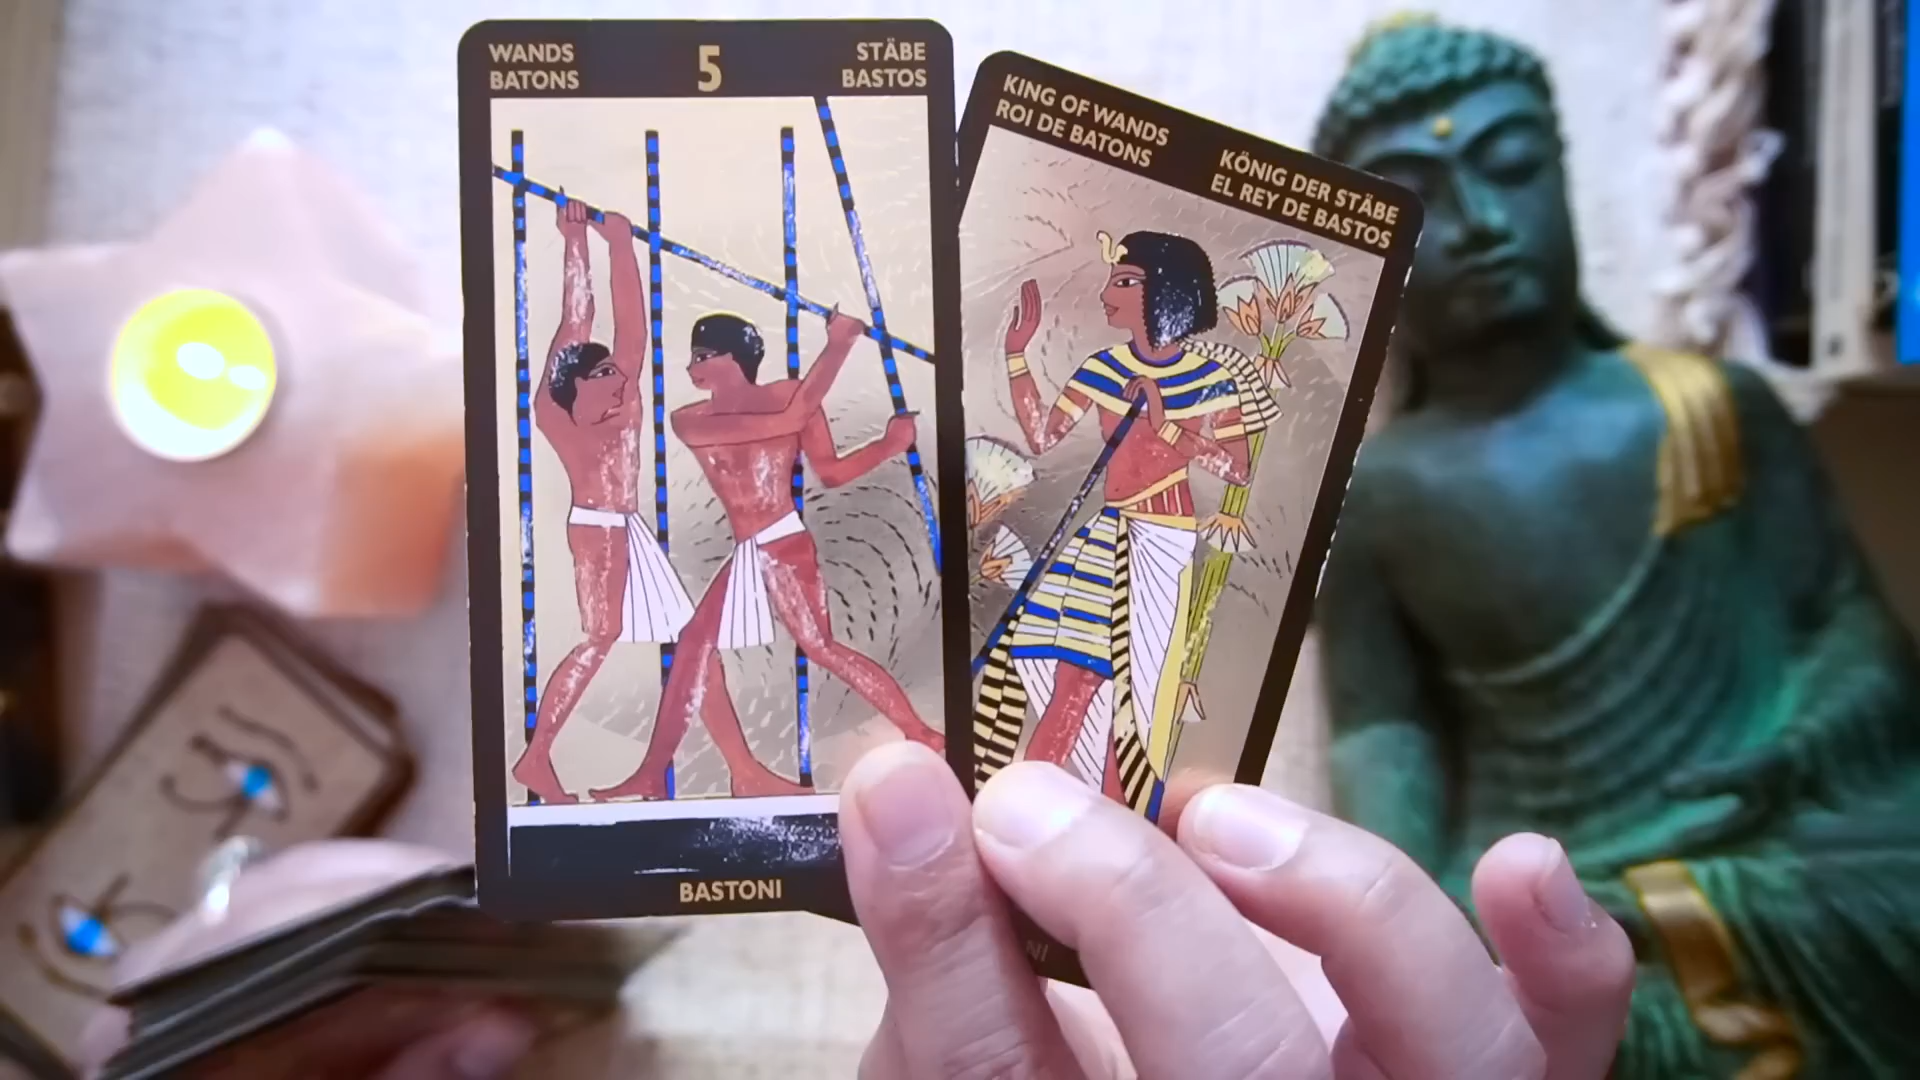 WANDS
BATONS
5
STÄBE
BASTOS
BASTONI
KING OF WANDS
ROI DE BATONS
KÖNIG DER STÄBE
EL REY DE BASTOS
NI